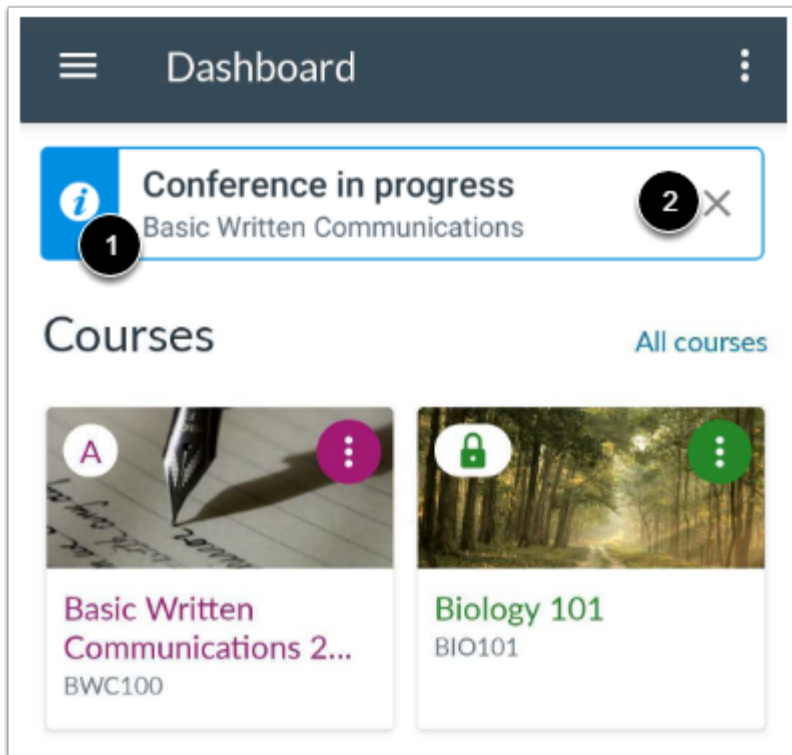 Dashboard
Conference in progress
Basic Written Communications
1
2
Courses
All courses
A
Basic Written
Communications 2...
BWC100
Biology 101
BIO101